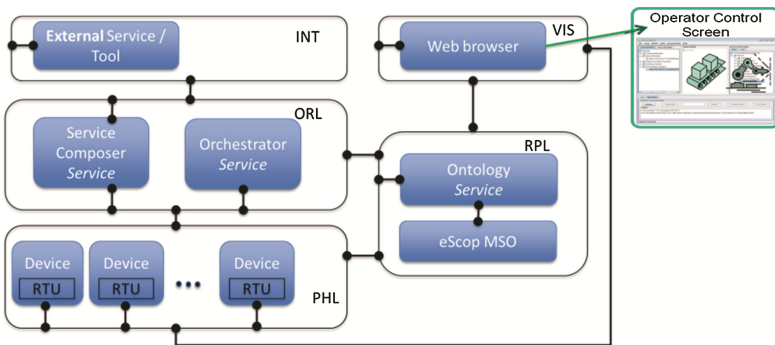 External Service /
Tool
INT
Web browser
VIS
Operator Control
Screen
ORL
Service
Composer
Service
Orchestrator
Service
RPL
Ontology
Service
eScop MSO
Device
RTU
Device
RTU
Device
RTU
PHL